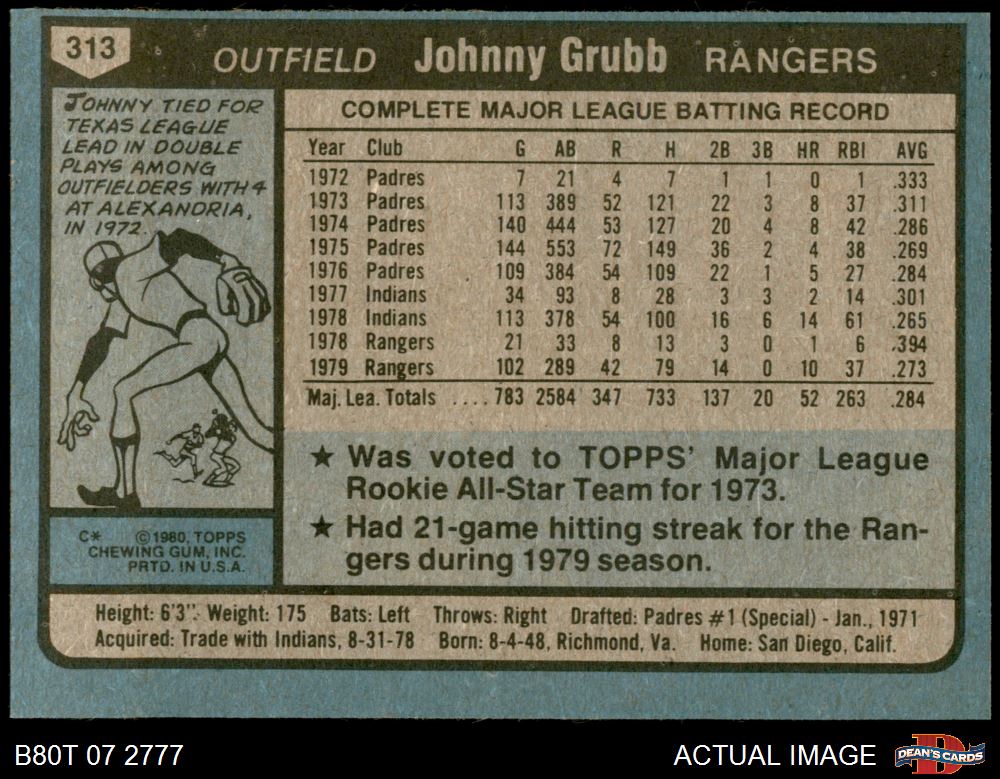 313
OUTFIELD Johnny Grubb RANGERS
JOHNNY TIED FOR
TEXAS LEAGUE
LEAD IN DOUBLE
PLAYS AMONG
OUTFIELDERS WITH 4
AT ALEXANDRIA,
IN 1972.
C* ©1980, TOPPS
CHEWING GUM, INC.
PRTD. IN U.S.A.
COMPLETE MAJOR LEAGUE BATTING RECORD
Year Club G AB R H 2B 3B HR RBI AVG
1972 Padres 7 21 4 7 1 1 0 1 .333
1973 Padres 113 389 52 121 22 3 8 37 .311
1974 Padres 140 444 53 127 20 4 8 42 .286
1975 Padres 144 553 72 149 36 2 4 38 .269
1976 Padres 109 384 54 109 22 1 5 27 .284
1977 Indians 34 93 8 28 3 3 2 14 .301
1978 Indians 113 378 54 100 16 6 14 61 .265
1978 Rangers 21 33 8 13 3 0 1 6 .394
1979 Rangers 102 289 42 79 14 0 10 37 .273
Maj. Lea. Totals .... 783 2584 347 733 137 20 52 263 .284
★ Was voted to TOPPS' Major League
Rookie All-Star Team for 1973.
★ Had 21-game hitting streak for the Ran-
gers during 1979 season.
Height: 6'3". Weight: 175 Bats: Left Throws: Right Drafted: Padres #1 (Special) - Jan., 1971
Acquired: Trade with Indians, 8-31-78 Born: 8-4-48, Richmond, Va. Home: San Diego, Calif.
B80T 07 2777 ACTUAL IMAGE DEAN'S CARDS